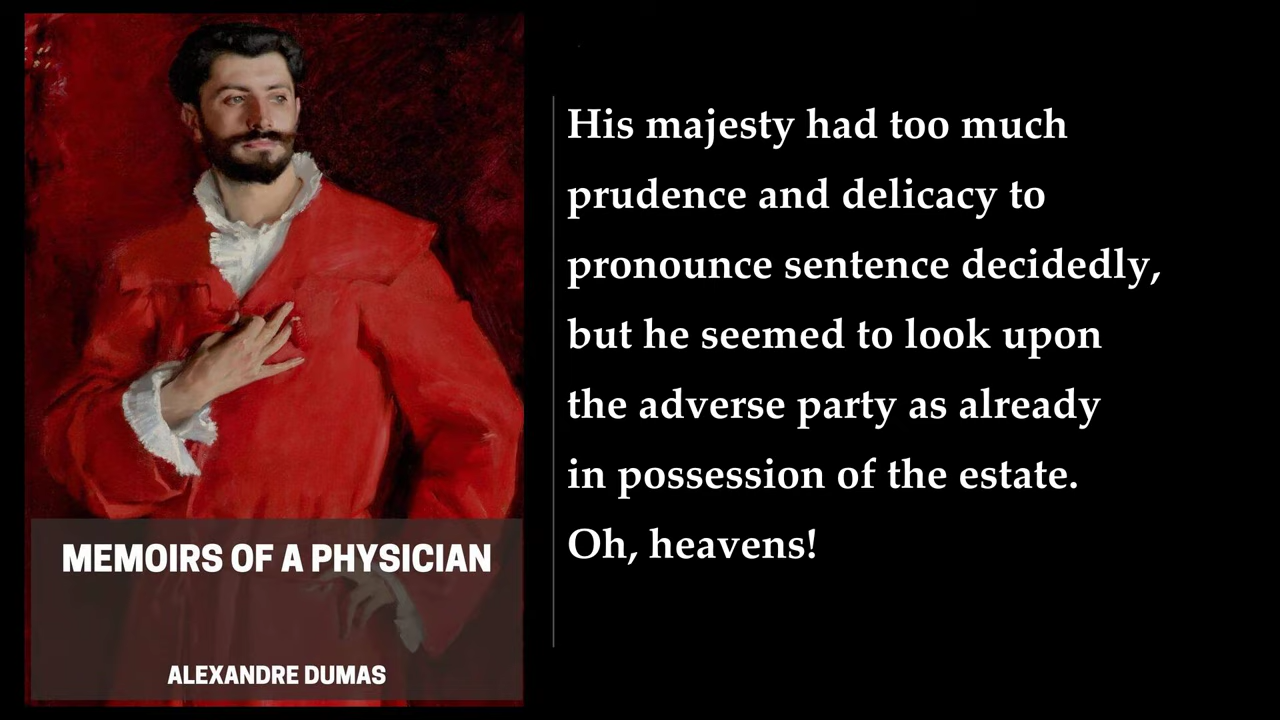 MEMOIRS OF A PHYSICIAN
ALEXANDRE DUMAS
His majesty had too much
prudence and delicacy to
pronounce sentence decidedly,
but he seemed to look upon
the adverse party as already
in possession of the estate.
Oh, heavens!